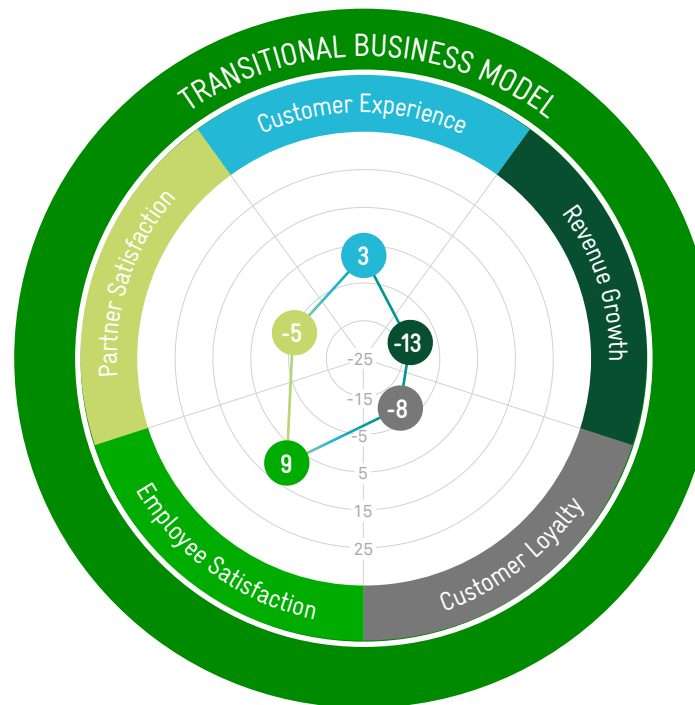 TRANSITIONAL BUSINESS MODEL
Customer Experience
Partner Satisfaction
Revenue Growth
3
-5
-13
-25
-15
-8
-5
9
5
15
25
Employee Satisfaction
Customer Loyalty